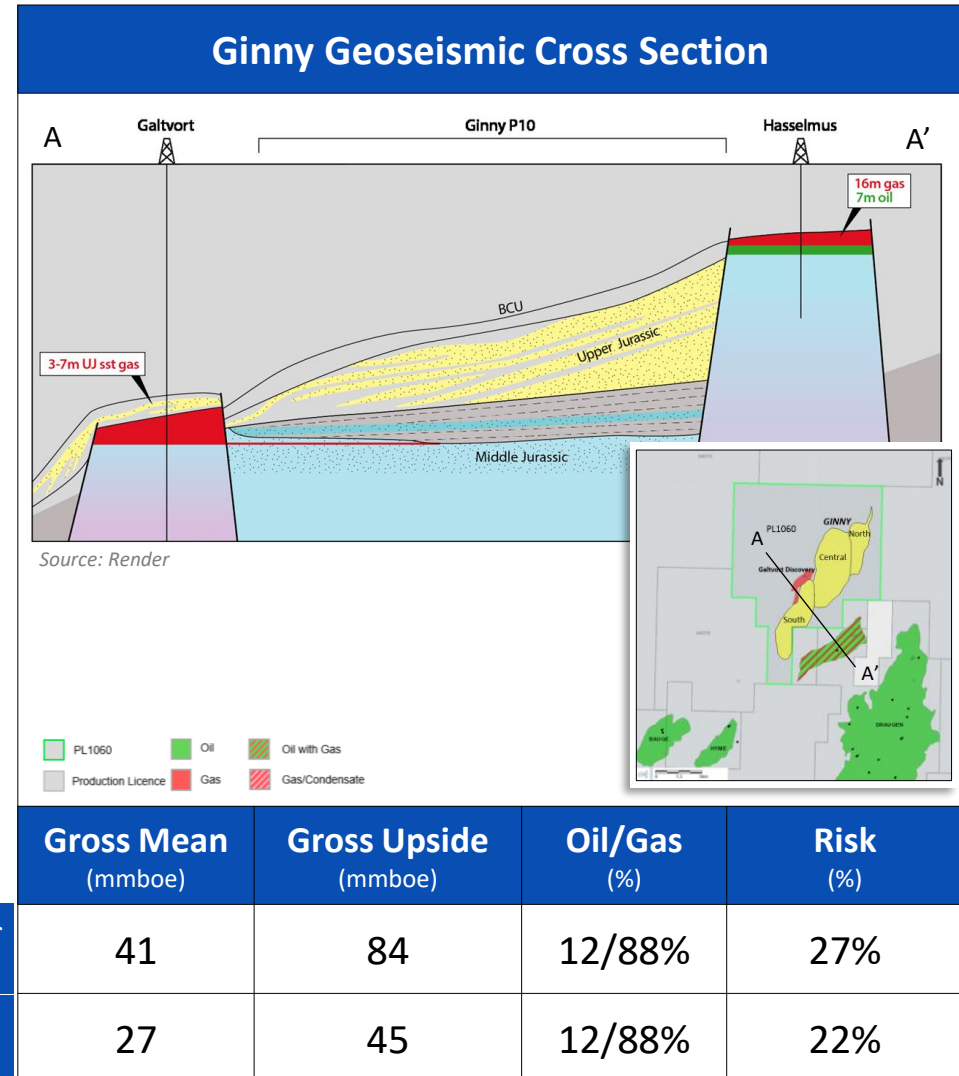 Ginny Geoseismic Cross Section
A
Galtvort
Ginny P10
Hasselmus
A'
16m gas
7m oil
BCU
Upper Jurassic
3-7m UJ sst gas
Middle Jurassic
Source: Render
N
PL1060
GINNY
North
A
Central
Galtvort Discovery
South
A'
DRAUGEN
BAUGE
HYME
PL1060
Oil
Oil with Gas
Production Licence
Gas
Gas/Condensate
Gross Mean
(mmboe)
Gross Upside
(mmboe)
Oil/Gas
(%)
Risk
(%)
41
84
12/88%
27%
27
45
12/88%
22%